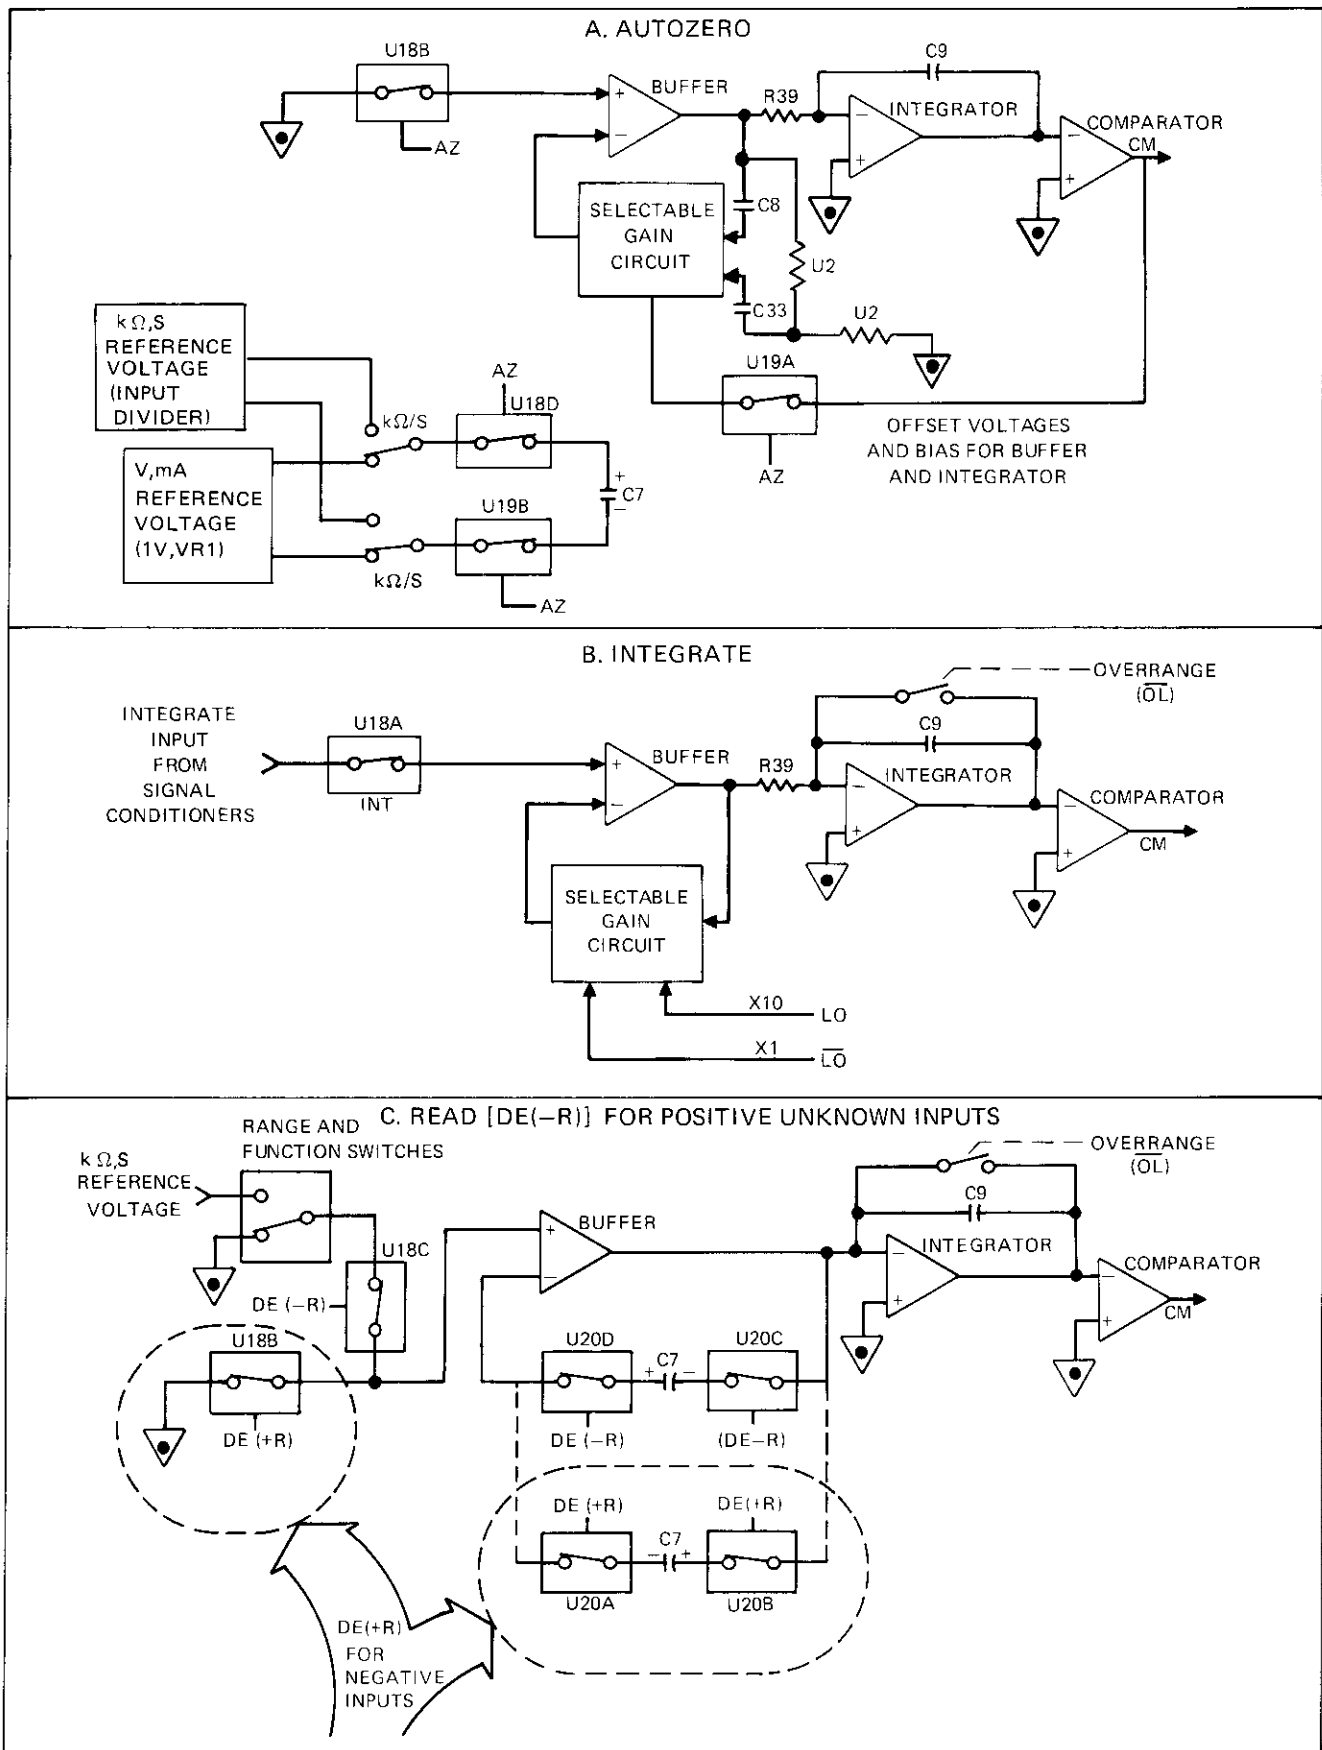 A. AUTOZERO
U18B
AZ
+
−
BUFFER
R39
C9
−
+
INTEGRATOR
−
+
COMPARATOR
CM
SELECTABLE
GAIN
CIRCUIT
C8
U2
C33
U2
U19A
AZ
OFFSET VOLTAGES
AND BIAS FOR BUFFER
AND INTEGRATOR
kΩ,S
REFERENCE
VOLTAGE
(INPUT
DIVIDER)
V,mA
REFERENCE
VOLTAGE
(1V,VR1)
kΩ/S
kΩ/S
AZ
U18D
+
C7
−
U19B
AZ
B. INTEGRATE
INTEGRATE
INPUT
FROM
SIGNAL
CONDITIONERS
U18A
INT
+
−
BUFFER
R39
OVERRANGE
(O̅L̅)
C9
−
+
INTEGRATOR
−
+
COMPARATOR
CM
SELECTABLE
GAIN
CIRCUIT
X10
LO
X1
L̅O̅
C. READ [DE(−R)] FOR POSITIVE UNKNOWN INPUTS
RANGE AND
FUNCTION SWITCHES
kΩ,S
REFERENCE
VOLTAGE
U18C
DE (−R)
U18B
DE (+R)
+
−
BUFFER
OVERRANGE
(O̅L̅)
C9
−
+
INTEGRATOR
−
+
COMPARATOR
CM
U20D
+
C7
−
U20C
DE (−R)
(DE−R)
DE (+R)
DE(+R)
−
C7
+
U20A
U20B
DE(+R)
FOR
NEGATIVE
INPUTS